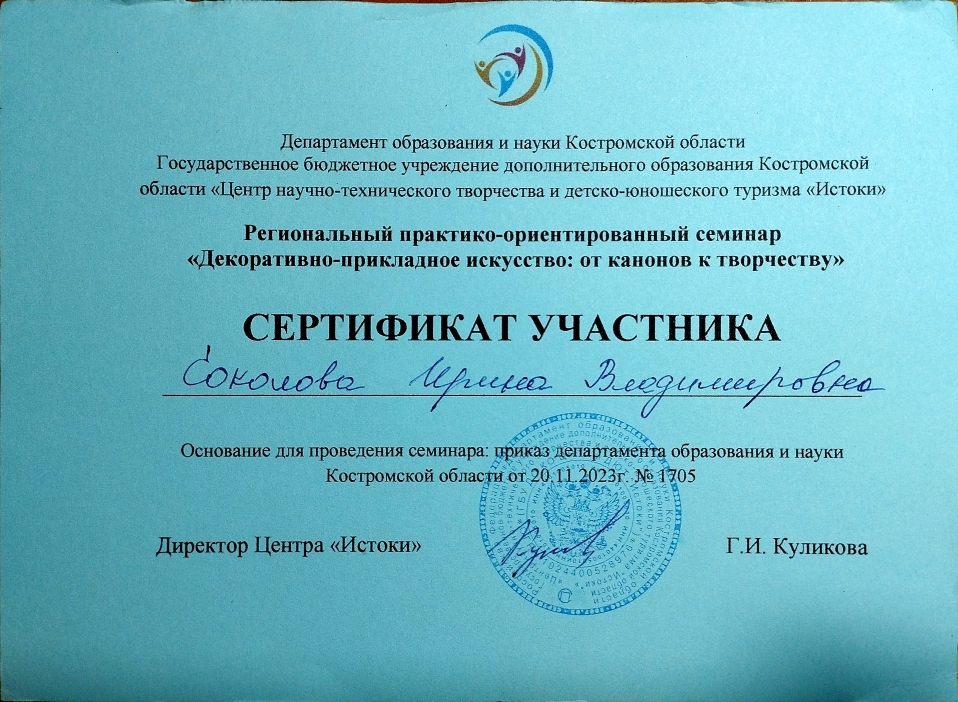 Департамент образования и науки Костромской области
Государственное бюджетное учреждение дополнительного образования Костромской
области «Центр научно-технического творчества и детско-юношеского туризма «Истоки»
Региональный практико-ориентированный семинар
«Декоративно-прикладное искусство: от канонов к творчеству»
СЕРТИФИКАТ УЧАСТНИКА
Соколова Ирина Владимировна
Основание для проведения семинара: приказ департамента образования и науки
Костромской области от 20.11.2023г. № 1705
Директор Центра «Истоки»
Г.И. Куликова